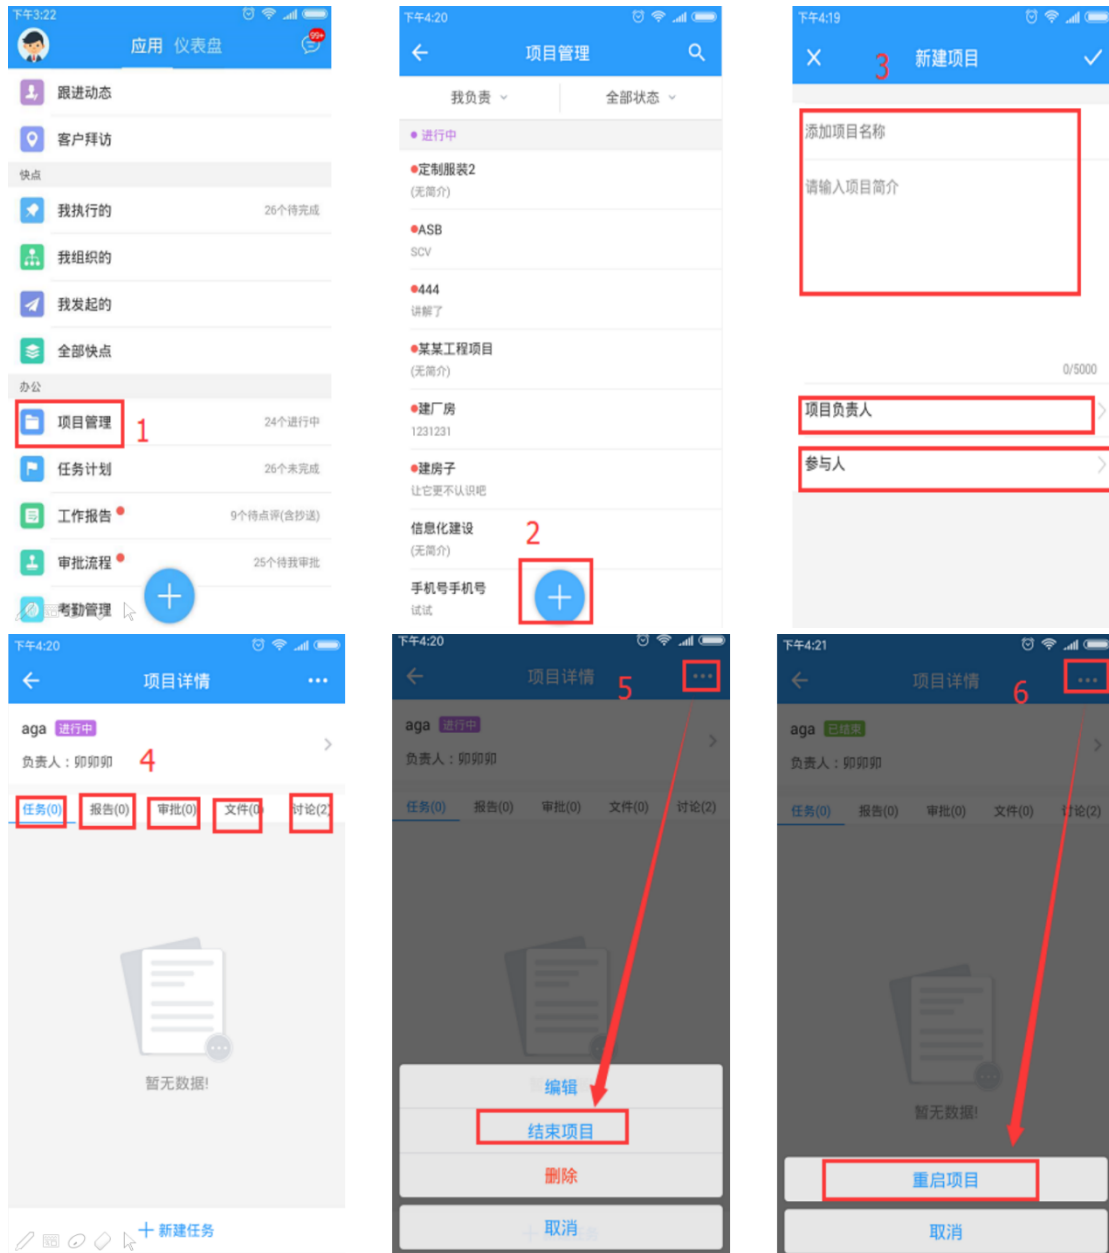 下午3:22
应用 仪表盘
99+
跟进动态
客户拜访
快点
我执行的 26个待完成
我组织的
我发起的
全部快点
办公
项目管理 1 24个进行中
任务计划 26个未完成
工作报告 9个待点评(含抄送)
审批流程 25个待我审批
考勤管理
下午4:20
项目管理
我负责 全部状态
进行中
定制服装2
(无简介)
ASB
SCV
444
讲解了
某某工程项目
(无简介)
建厂房
1231231
建房子
让它更不认识吧
信息化建设
(无简介)
2
手机号手机号
试试
下午4:19
3 新建项目
添加项目名称
请输入项目简介
0/5000
项目负责人
参与人
下午4:20
项目详情
aga 进行中
负责人：卯卯卯
4
任务(0) 报告(0) 审批(0) 文件(0) 讨论(2)
暂无数据!
新建任务
下午4:20
项目详情 5
aga 进行中
负责人：卯卯卯
任务(0) 报告(0) 审批(0) 文件(0) 讨论(2)
编辑
结束项目
删除
取消
下午4:21
项目详情 6
aga 已结束
负责人：卯卯卯
任务(0) 报告(0) 审批(0) 文件(0) 讨论(2)
暂无数据!
重启项目
取消